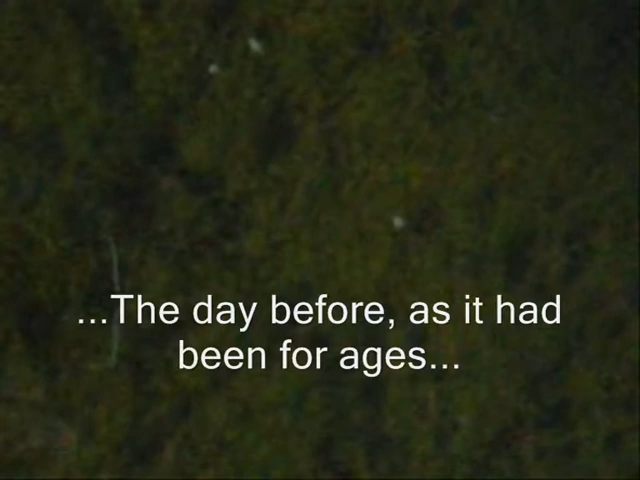 ...The day before, as it had
been for ages...